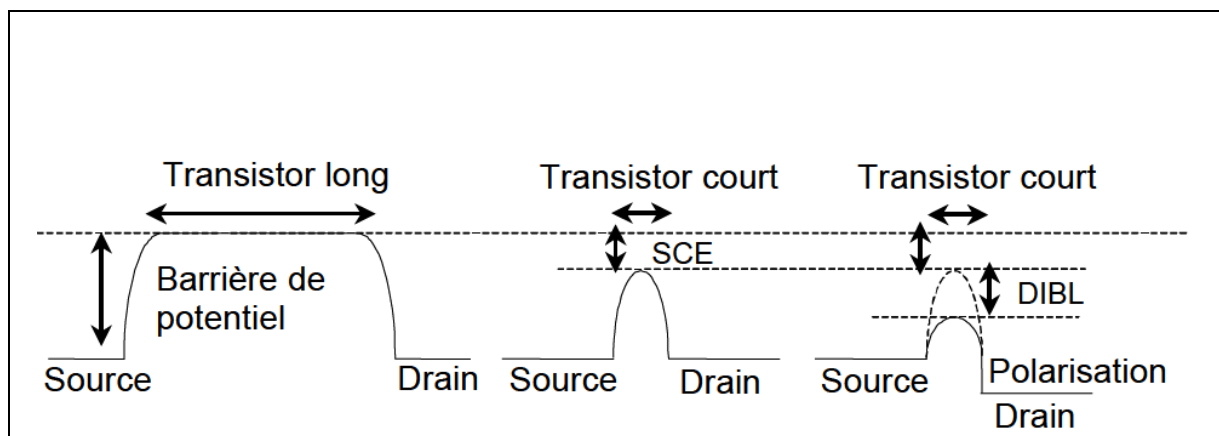 Transistor long
Transistor court
Transistor court
SCE
Barrière de
potentiel
DIBL
Source
Drain
Source
Drain
Source
Polarisation
Drain